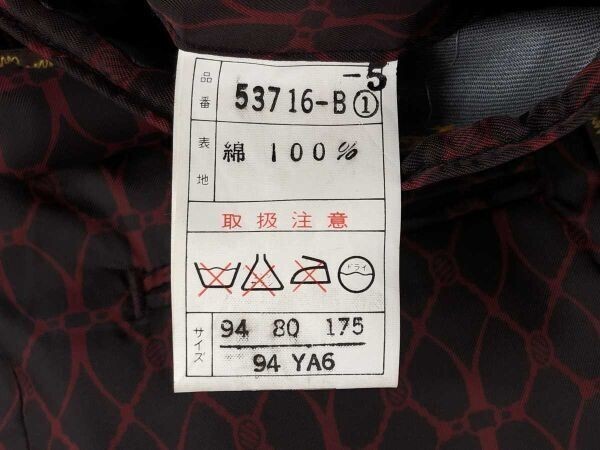 -5
品番 53716-B①
表地 綿 100%
取扱注意
ドライ
サイズ 94 80 175
94 YA6